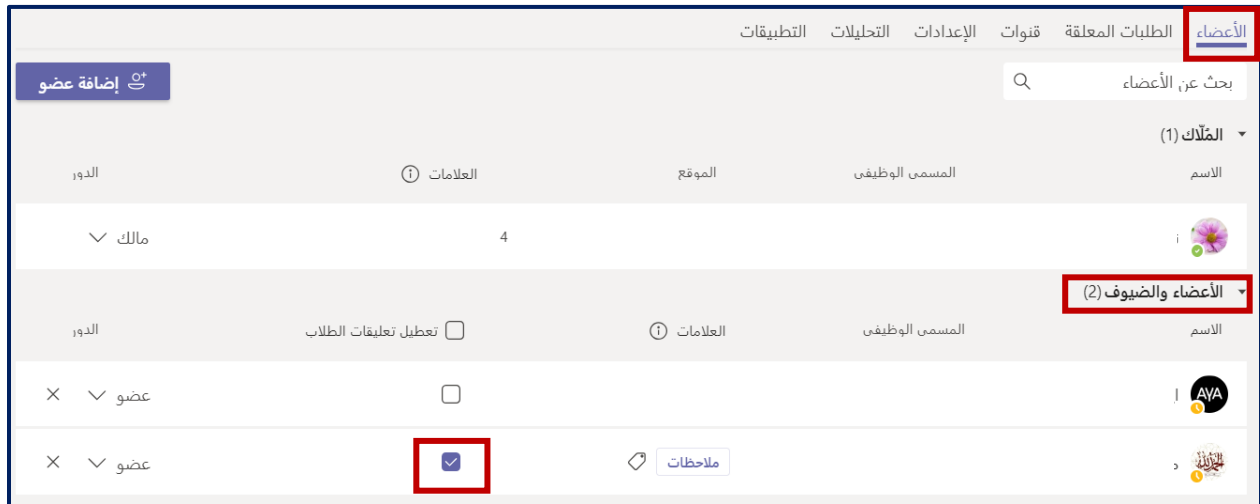 الأعضاء الطلبات المعلقة قنوات الإعدادات التحليلات التطبيقات
بحث عن الأعضاء
إضافة عضو
المُلّاك (1)
الاسم المسمى الوظيفي الموقع العلامات الدور
4 مالك
الأعضاء والضيوف (2)
الاسم المسمى الوظيفي العلامات تعطيل تعليقات الطلاب الدور
AYA عضو
ملاحظات عضو